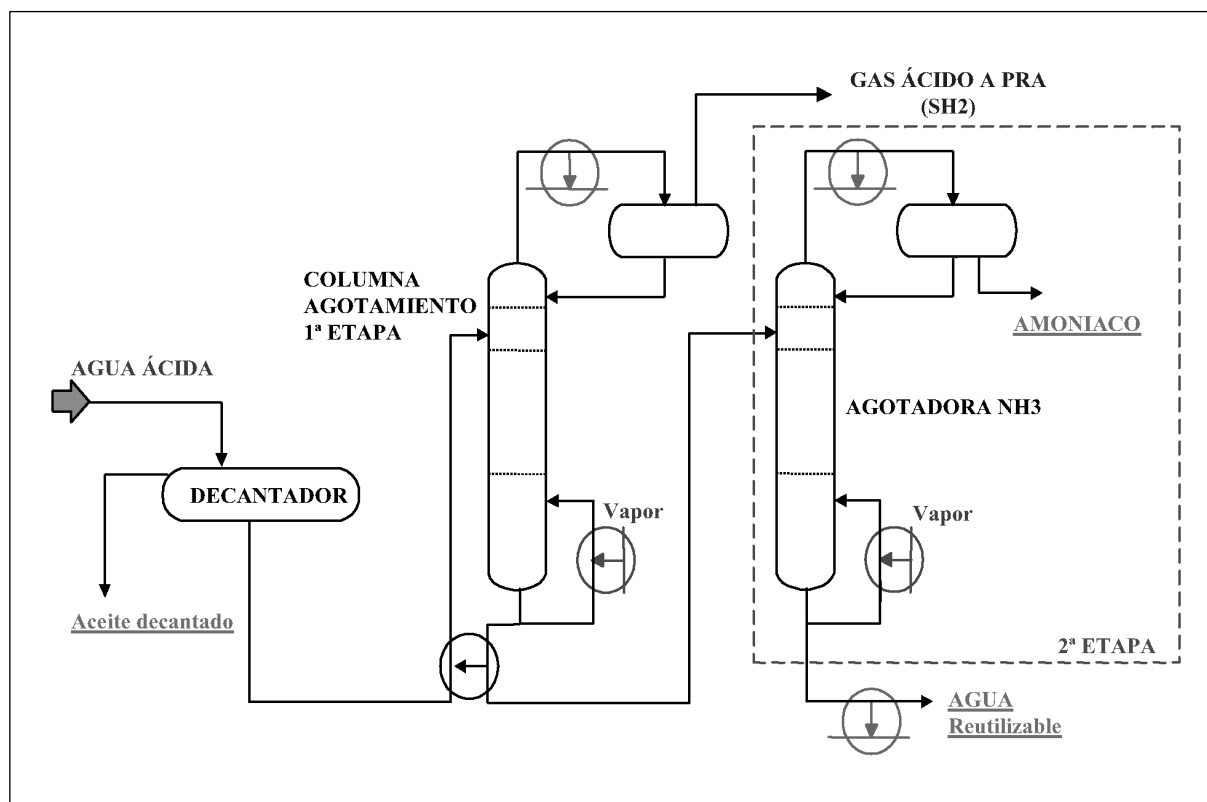 GAS ÁCIDO A PRA
(SH2)
COLUMNA
AGOTAMIENTO
1ª ETAPA
AMONIACO
AGUA ÁCIDA
AGOTADORA NH3
DECANTADOR
Vapor
Vapor
Aceite decantado
2ª ETAPA
AGUA
Reutilizable